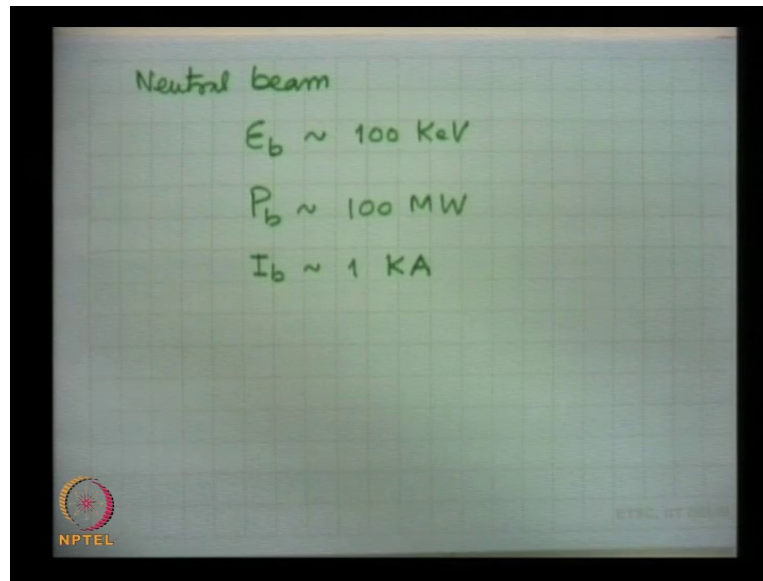 Neutral beam
Eb ~ 100 KeV
Pb ~ 100 MW
Ib ~ 1 KA
NPTEL